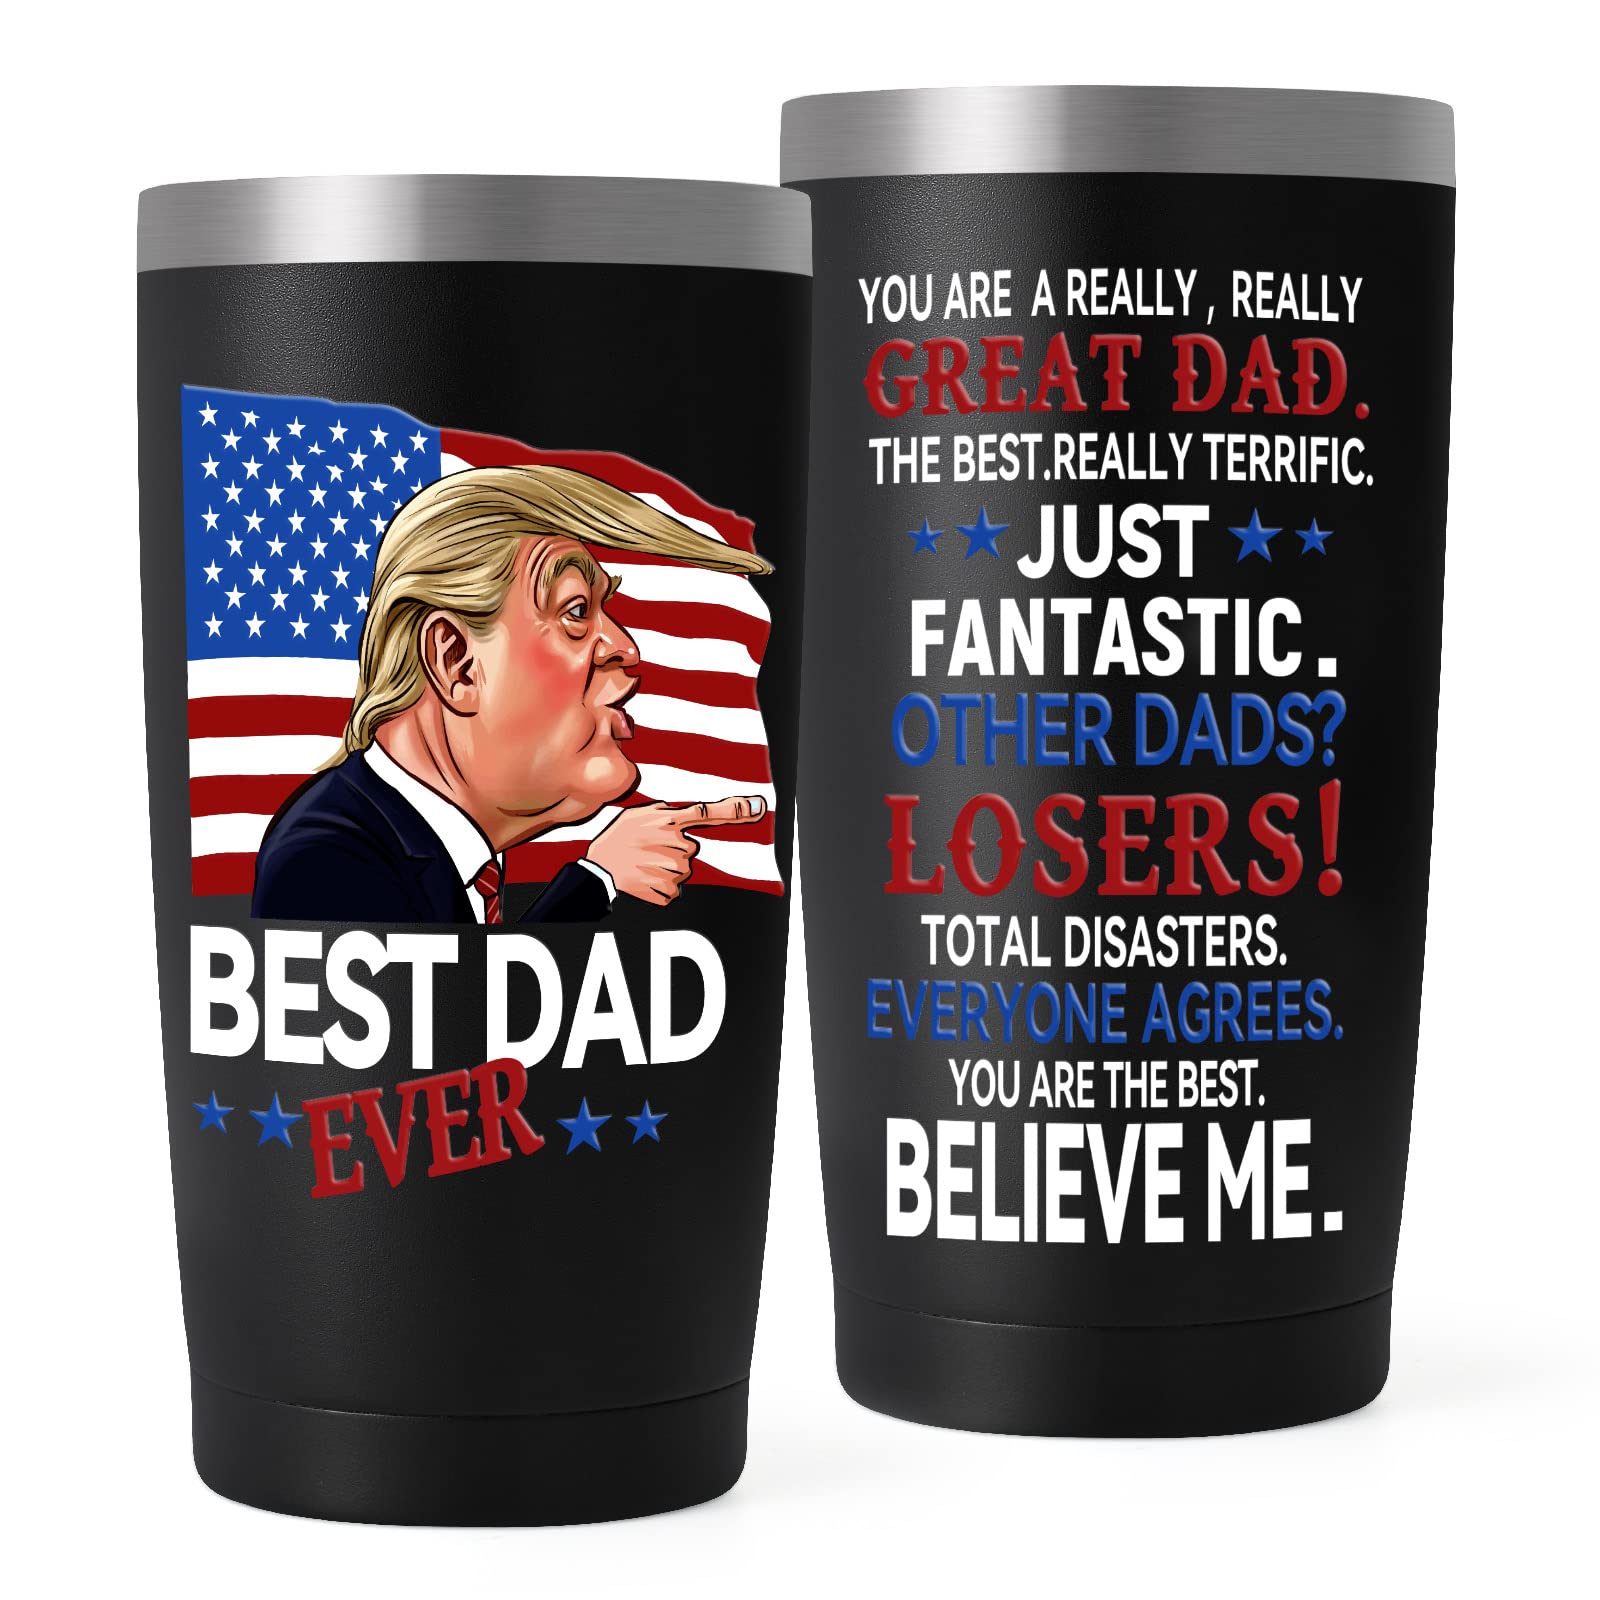 BEST DAD
EVER
YOU ARE A REALLY , REALLY
GREAT DAD.
THE BEST.REALLY TERRIFIC.
JUST
FANTASTIC.
OTHER DADS?
LOSERS!
TOTAL DISASTERS.
EVERYONE AGREES.
YOU ARE THE BEST.
BELIEVE ME.